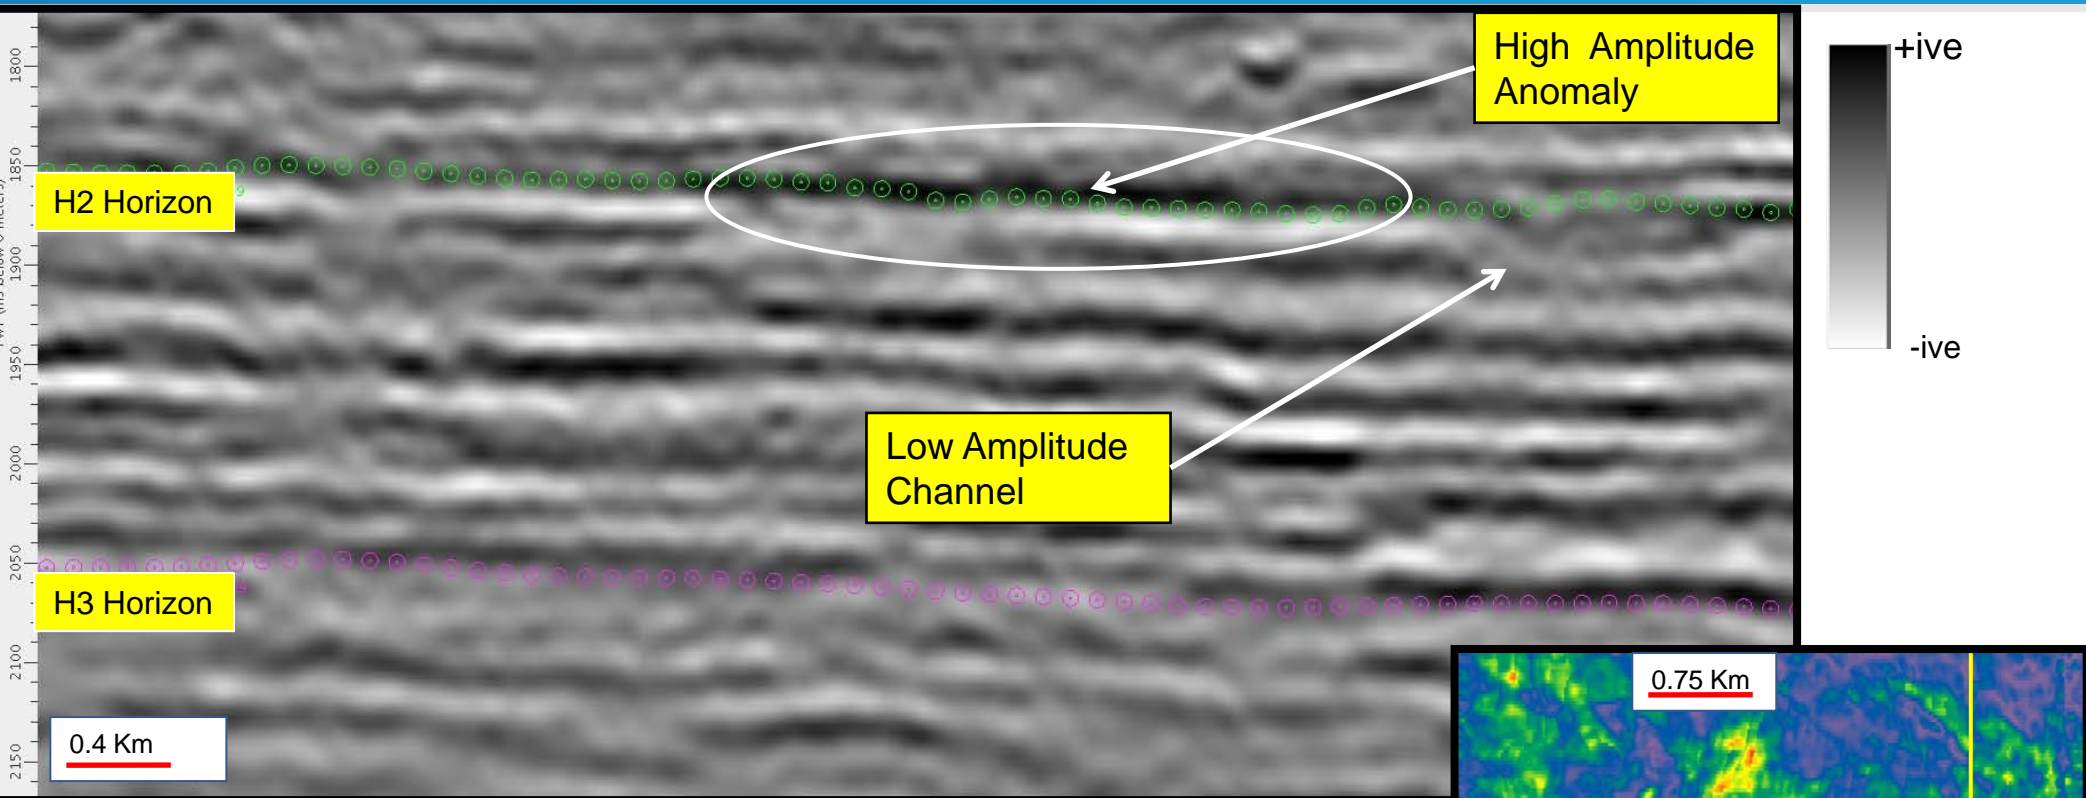 High Amplitude
Anomaly
+ive
-ive
1800
1850
1900
1950
2000
2050
2100
2150
H2 Horizon
Low Amplitude
Channel
H3 Horizon
0.4 Km
0.75 Km